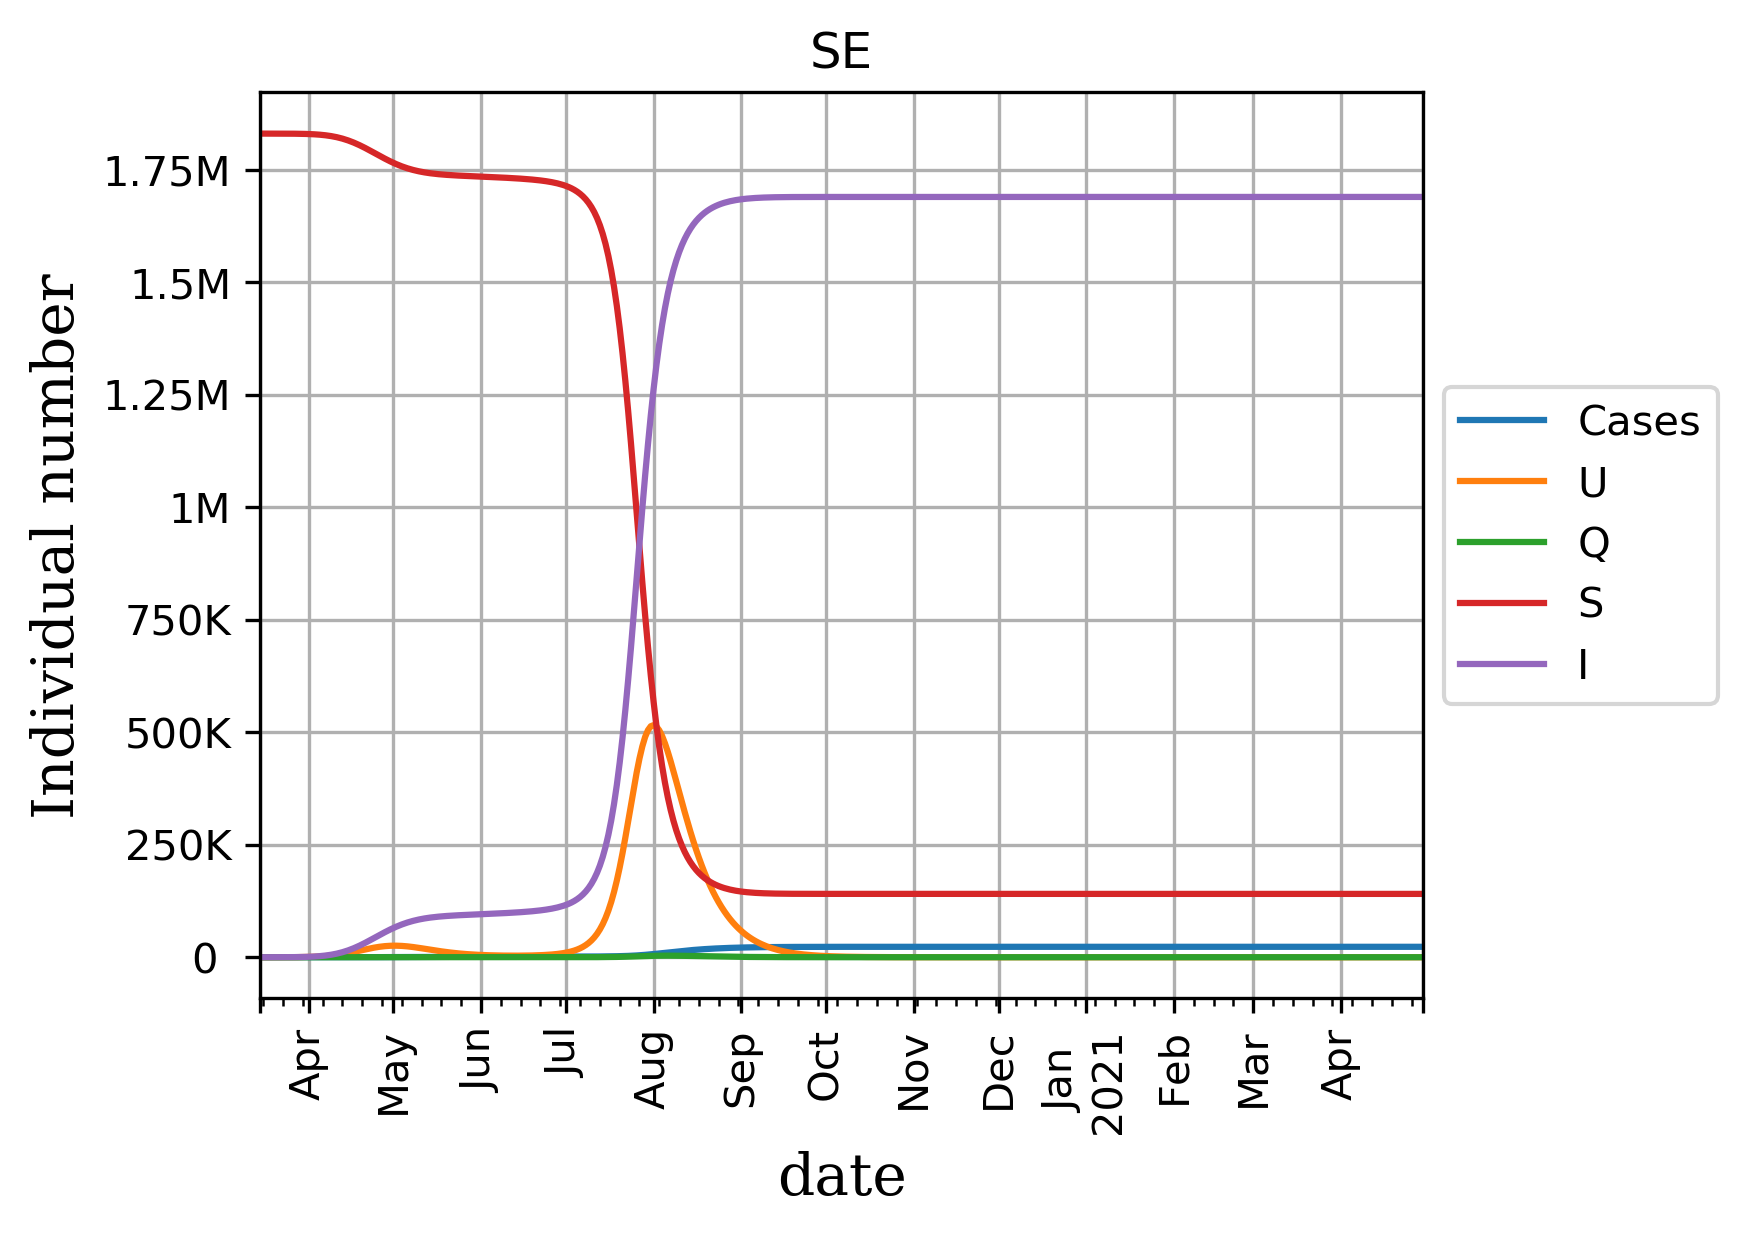 SE
Individual number
1.75M
1.5M
1.25M
1M
750K
500K
250K
0
Cases
U
Q
S
I
Apr
May
Jun
Jul
Aug
Sep
Oct
Nov
Dec
Jan
2021
Feb
Mar
Apr
date